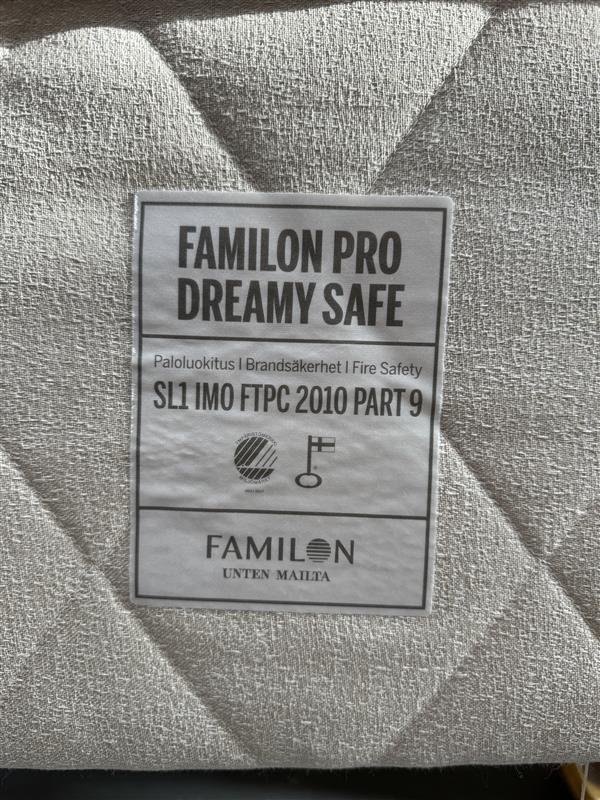 FAMILON PRO
DREAMY SAFE
Paloluokitus | Brandsäkerhet | Fire Safety
SL1 IMO FTPC 2010 PART 9
FAMILON
UNTEN MAILTA